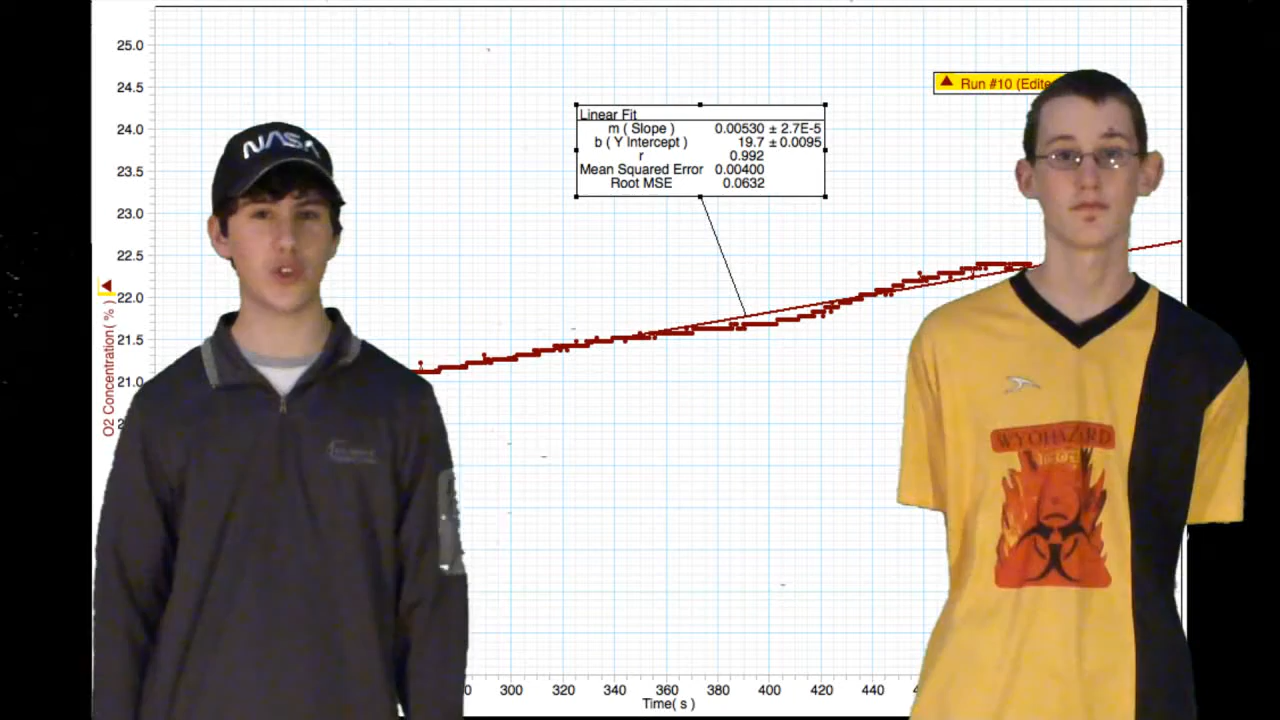 25.0
24.5
24.0
23.5
23.0
22.5
22.0
21.5
21.0
O2 Concentration( % )
Run #10 (Edite
Linear Fit
m ( Slope ) 0.00530 ± 2.7E-5
b ( Y Intercept ) 19.7 ± 0.0095
r 0.992
Mean Squared Error 0.00400
Root MSE 0.0632
NASA
WYOHAZARD
300 320 340 360 380 400 420 440
Time( s )